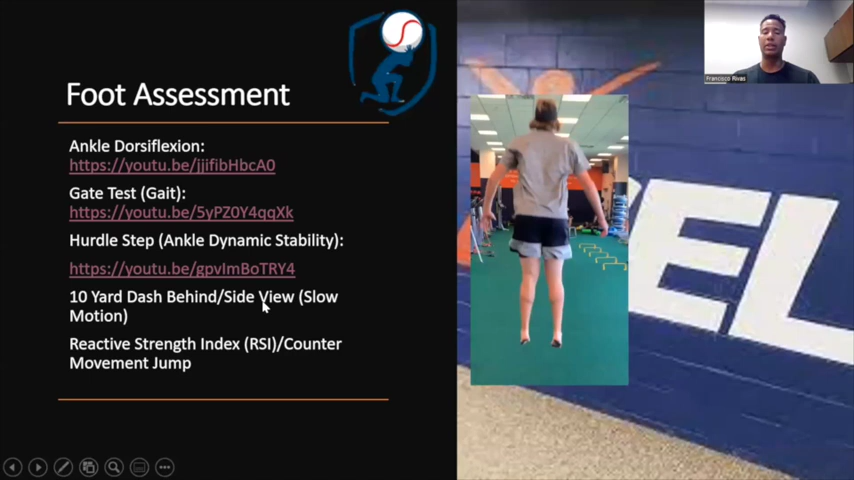 Foot Assessment
Ankle Dorsiflexion:
https://youtu.be/jjifibHbcA0
Gate Test (Gait):
https://youtu.be/5yPZ0Y4qqXk
Hurdle Step (Ankle Dynamic Stability):
https://youtu.be/gpvImBoTRY4
10 Yard Dash Behind/Side View (Slow
Motion)
Reactive Strength Index (RSI)/Counter
Movement Jump
Francisco Rivas
EL